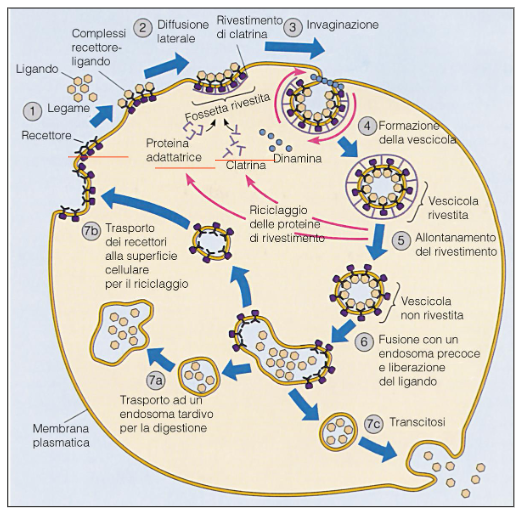 Complessi
recettore-
ligando
2 Diffusione
laterale
Rivestimento
di clatrina
3 Invaginazione
Ligando
1 Legame
Recettore
Fossetta rivestita
Proteina
adattatrice
Clatrina
Dinamina
4 Formazione
della vescicola
Vescicola
rivestita
Riciclaggio
delle proteine
di rivestimento
5 Allontanamento
del rivestimento
7b Trasporto
dei recettori
alla superficie
cellulare
per il riciclaggio
Vescicola
non rivestita
6 Fusione con un
endosoma precoce
e liberazione
del ligando
7a
Trasporto ad un
endosoma tardivo
per la digestione
7c Transcitosi
Membrana
plasmatica